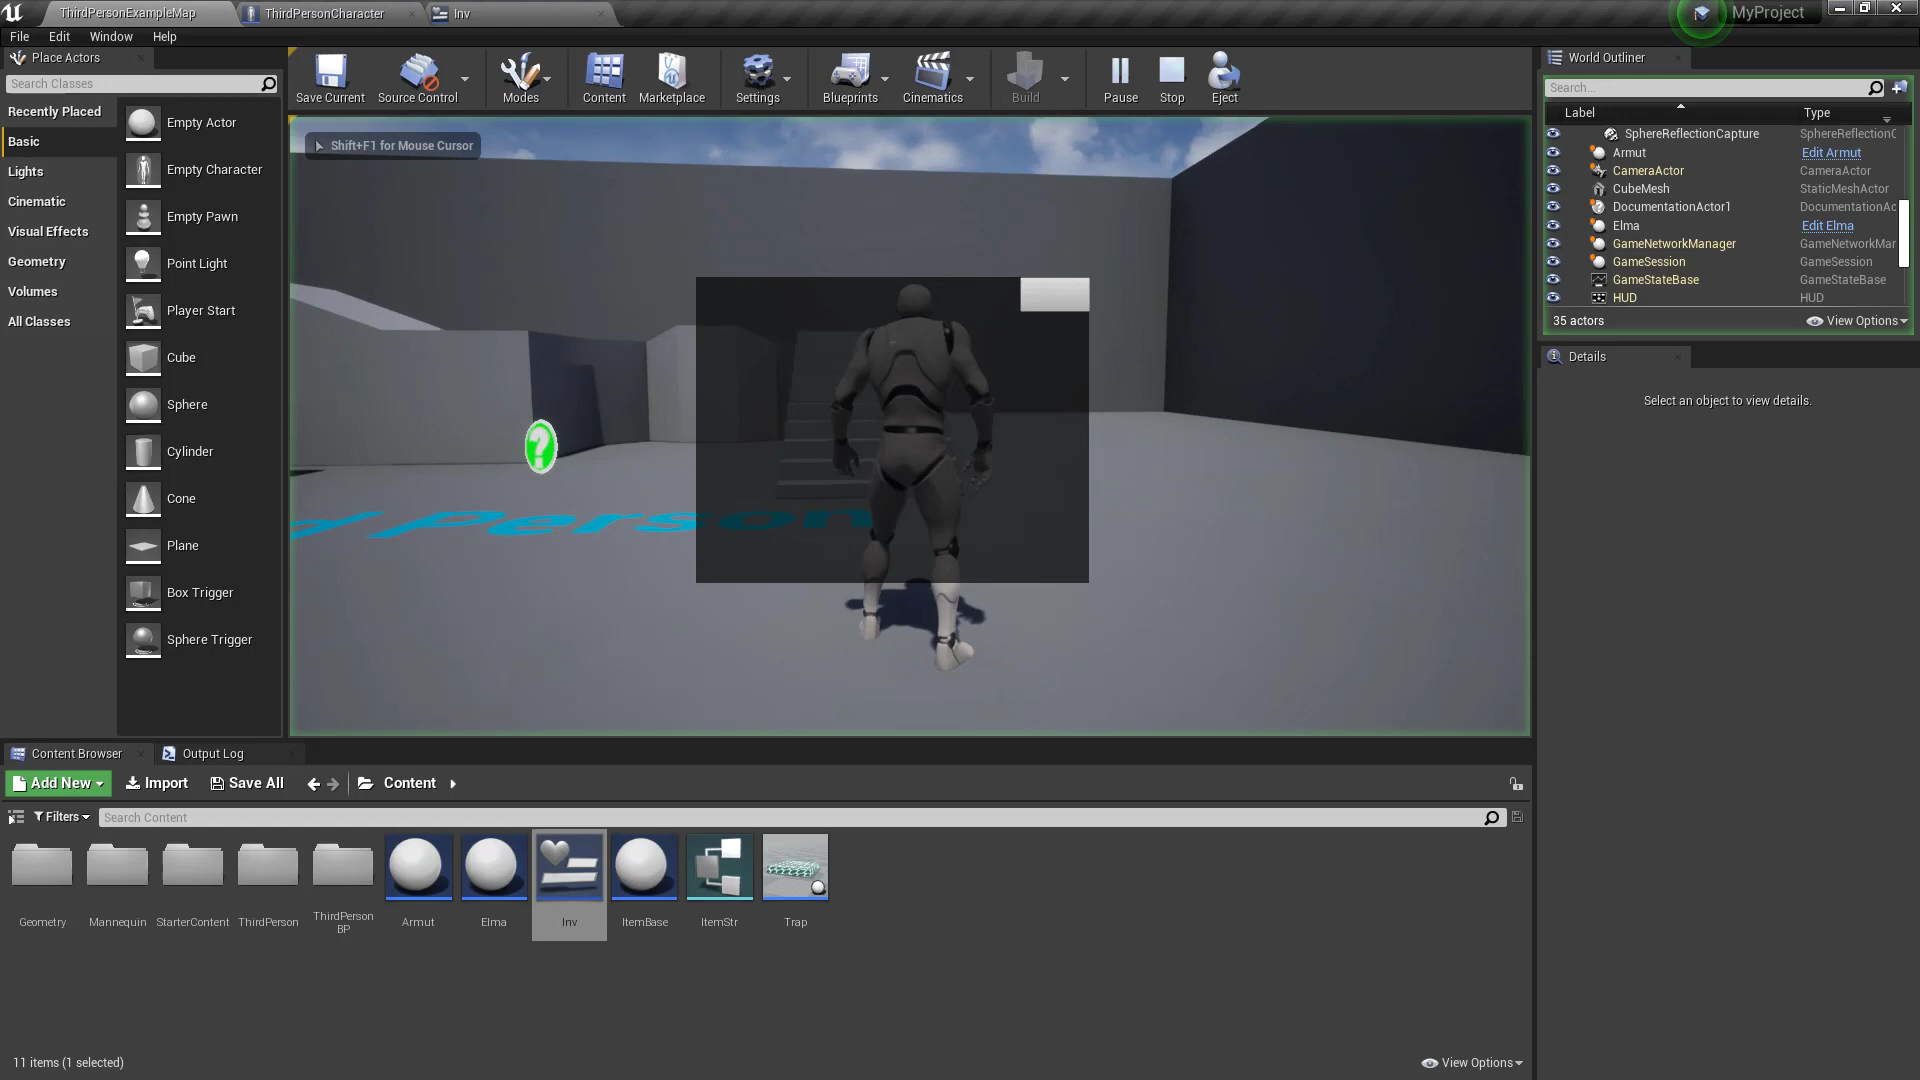 ThirdPersonExampleMap
ThirdPersonCharacter
Inv
MyProject
File Edit Window Help
Place Actors
Search Classes
Recently Placed
Basic
Lights
Cinematic
Visual Effects
Geometry
Volumes
All Classes
Empty Actor
Empty Character
Empty Pawn
Point Light
Player Start
Cube
Sphere
Cylinder
Cone
Plane
Box Trigger
Sphere Trigger
Save Current
Source Control
Modes
Content
Marketplace
Settings
Blueprints
Cinematics
Build
Pause
Stop
Eject
Shift+F1 for Mouse Cursor
?
Person
World Outliner
Search...
Label Type
SphereReflectionCapture SphereReflectionC
Armut Edit Armut
CameraActor CameraActor
CubeMesh StaticMeshActor
DocumentationActor1 DocumentationAc
Elma Edit Elma
GameNetworkManager GameNetworkMar
GameSession GameSession
GameStateBase GameStateBase
HUD HUD
35 actors
View Options
Details
Select an object to view details.
Content Browser
Output Log
Add New
Import
Save All
Content
Filters
Search Content
Geometry
Mannequin
StarterContent
ThirdPerson
ThirdPerson
BP
Armut
Elma
Inv
ItemBase
ItemStr
Trap
11 items (1 selected)
View Options